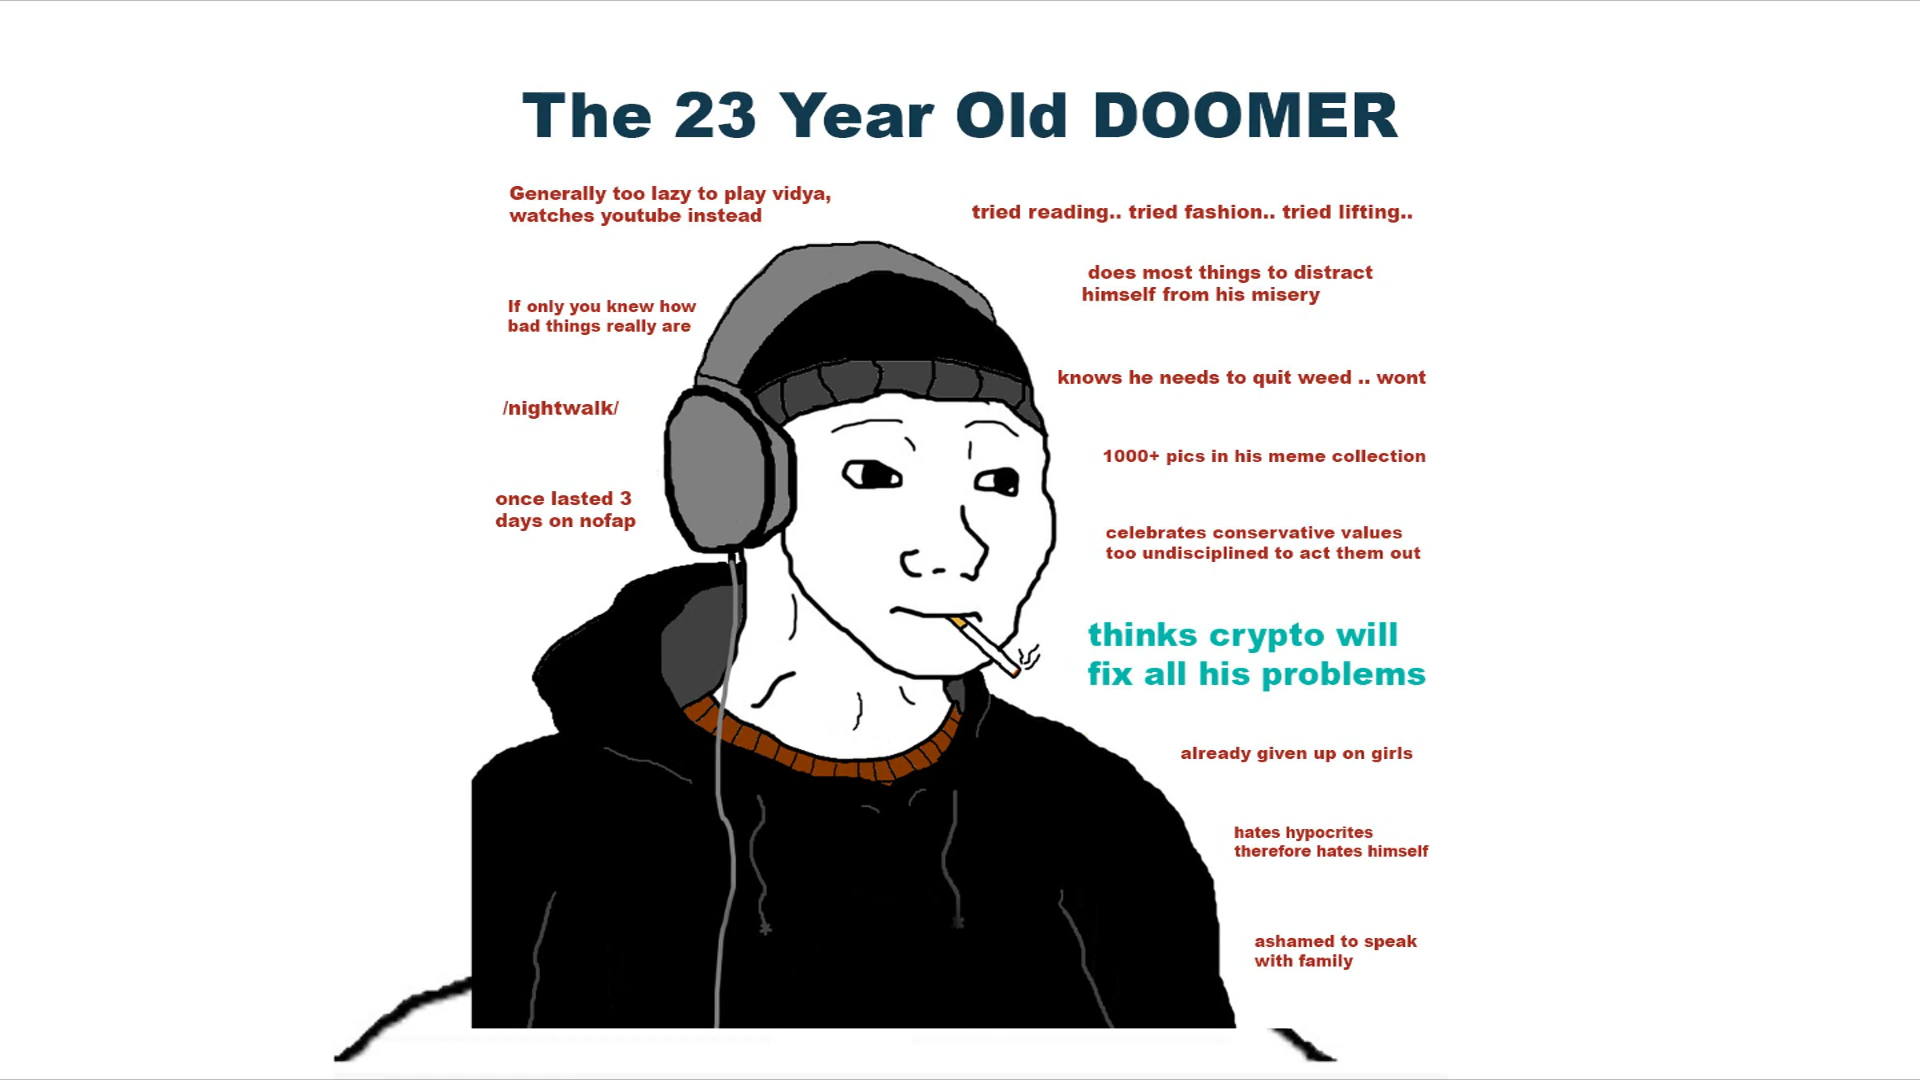 The 23 Year Old DOOMER
Generally too lazy to play vidya,
watches youtube instead
tried reading.. tried fashion.. tried lifting..
does most things to distract
himself from his misery
If only you knew how
bad things really are
knows he needs to quit weed .. wont
/nightwalk/
1000+ pics in his meme collection
once lasted 3
days on nofap
celebrates conservative values
too undisciplined to act them out
thinks crypto will
fix all his problems
already given up on girls
hates hypocrites
therefore hates himself
ashamed to speak
with family